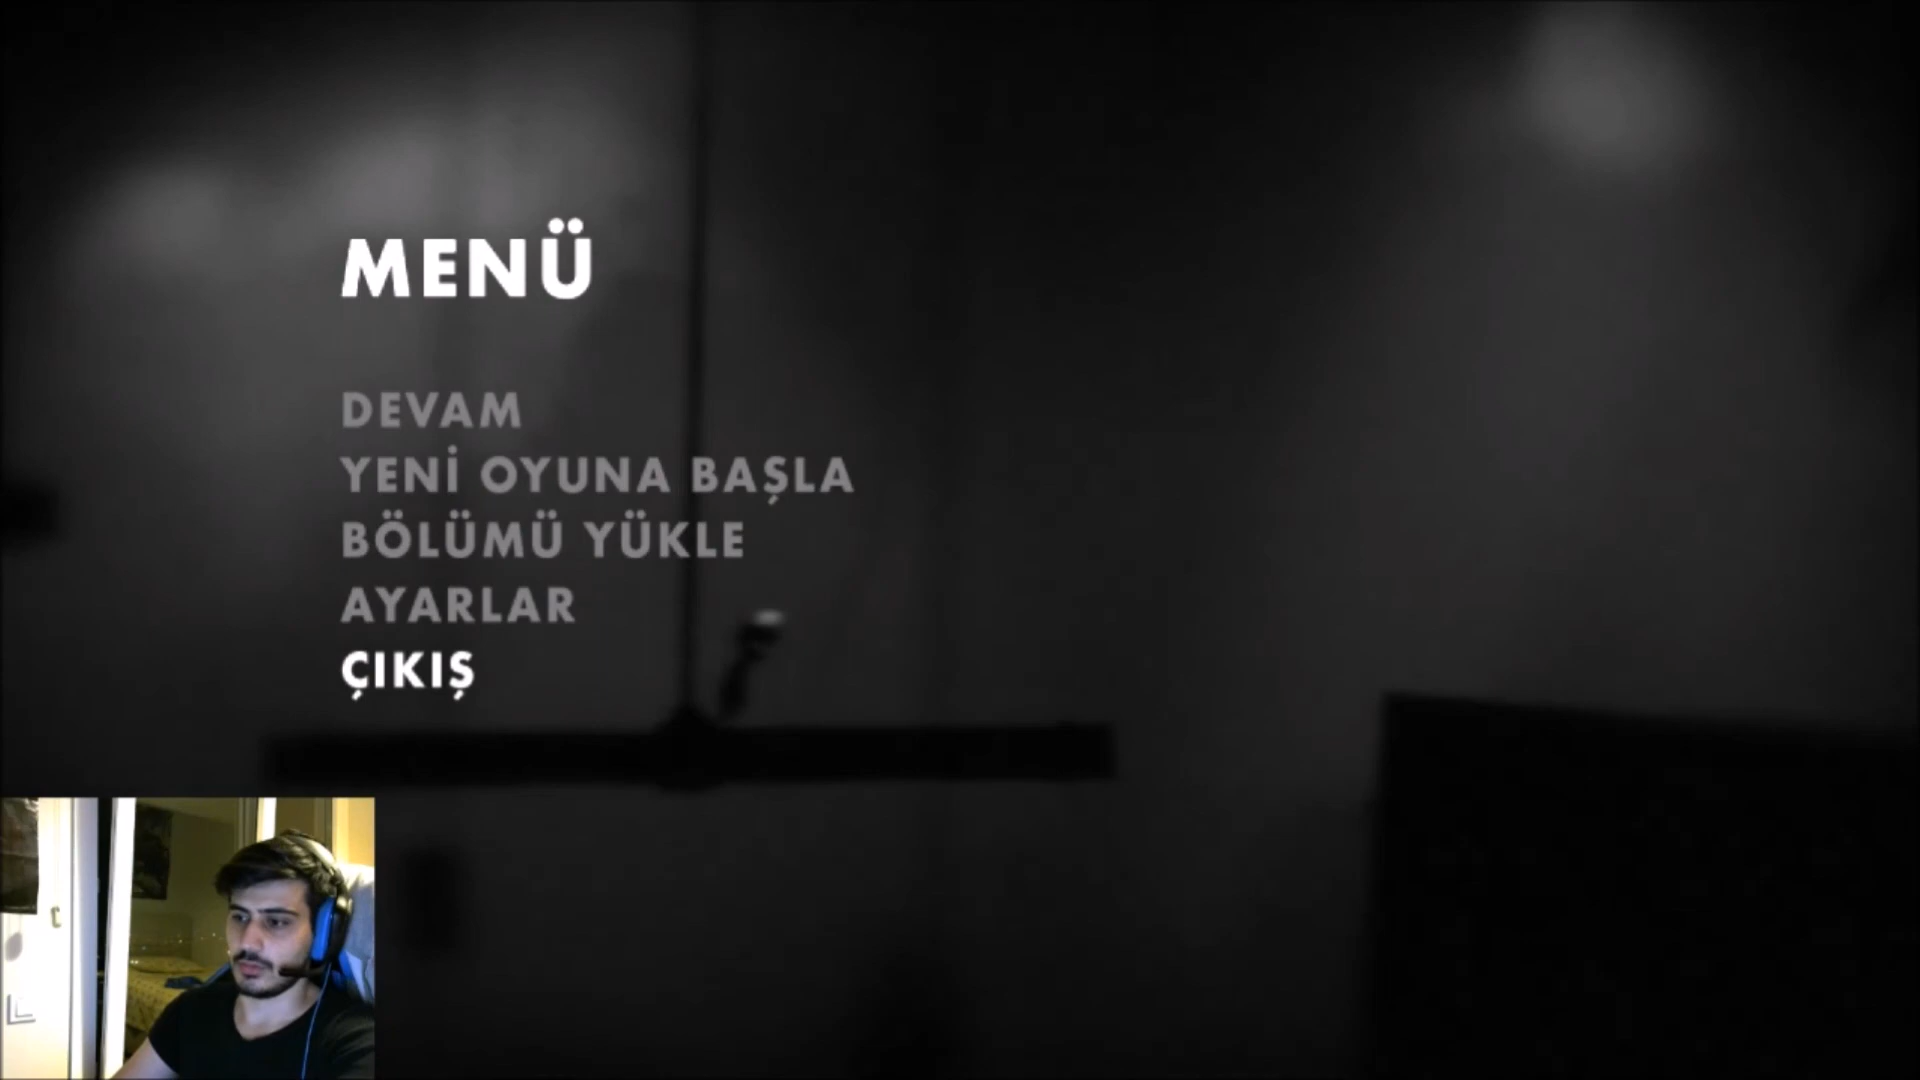 MENÜ
DEVAM
YENİ OYUNA BAŞLA
BÖLÜMÜ YÜKLE
AYARLAR
ÇIKIŞ